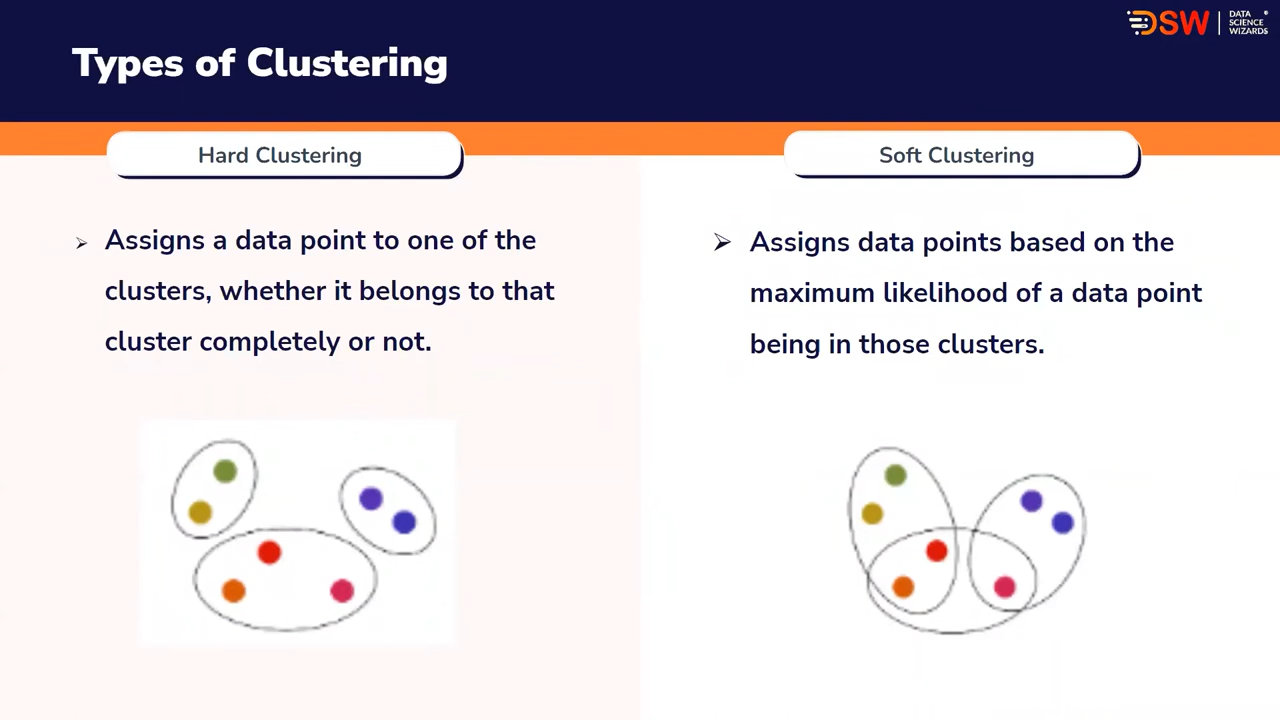 DSW
DATA
SCIENCE
WIZARDS
Types of Clustering
Hard Clustering
➢ Assigns a data point to one of the
clusters, whether it belongs to that
cluster completely or not.
Soft Clustering
➢ Assigns data points based on the
maximum likelihood of a data point
being in those clusters.